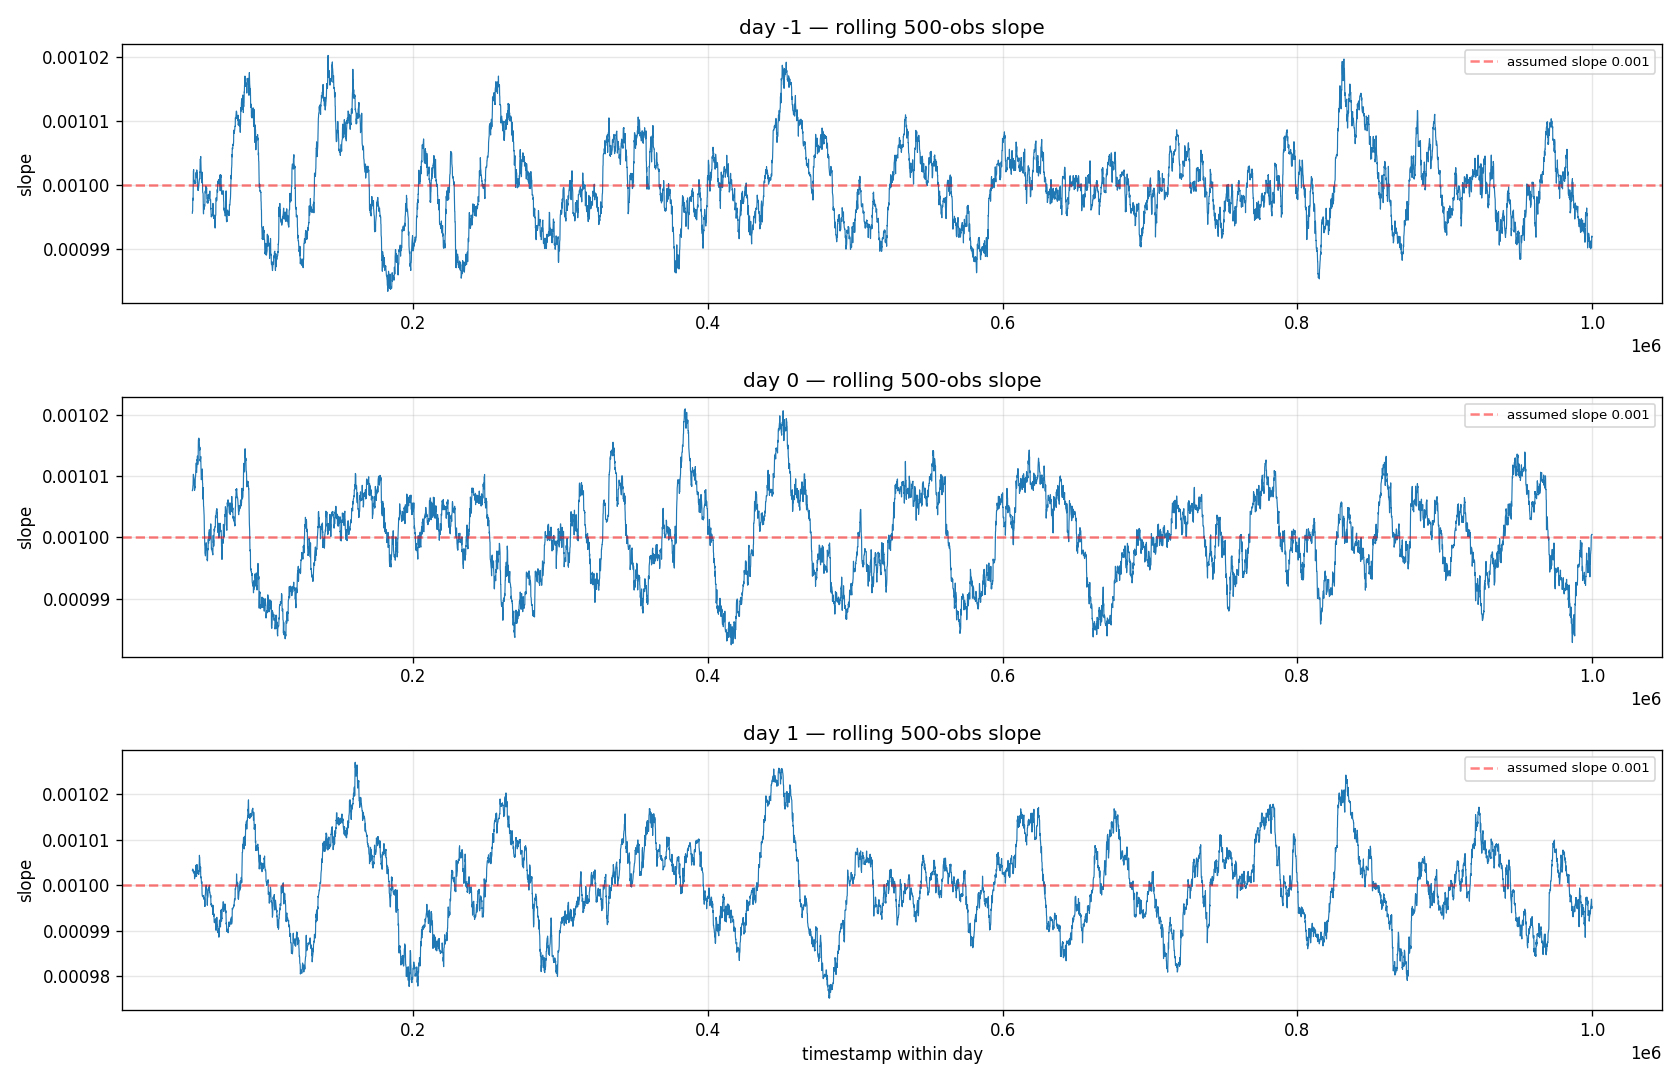 day -1 — rolling 500-obs slope
0.00102
0.00101
0.00100
0.00099
slope
assumed slope 0.001
0.2
0.4
0.6
0.8
1.0
1e6
day 0 — rolling 500-obs slope
0.00102
0.00101
0.00100
0.00099
slope
assumed slope 0.001
0.2
0.4
0.6
0.8
1.0
1e6
day 1 — rolling 500-obs slope
0.00102
0.00101
0.00100
0.00099
0.00098
slope
assumed slope 0.001
0.2
0.4
0.6
0.8
1.0
1e6
timestamp within day